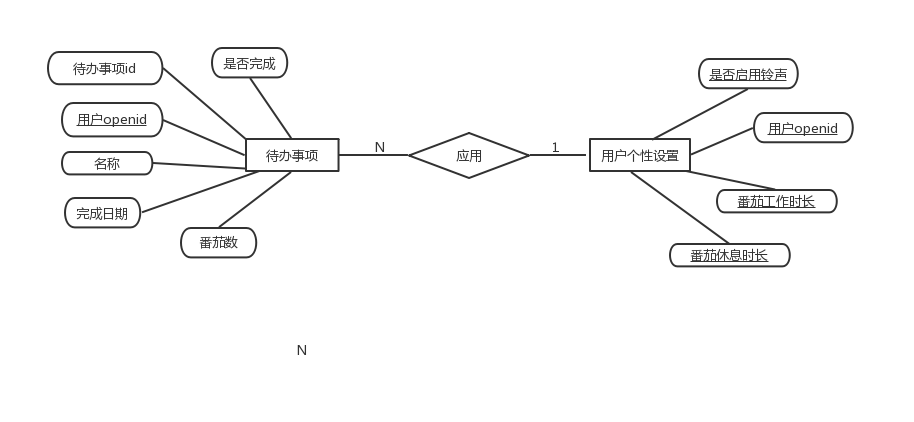 待办事项id
是否完成
是否启用铃声
用户openid
用户openid
待办事项
N
应用
1
用户个性设置
名称
完成日期
番茄工作时长
番茄数
番茄休息时长
N